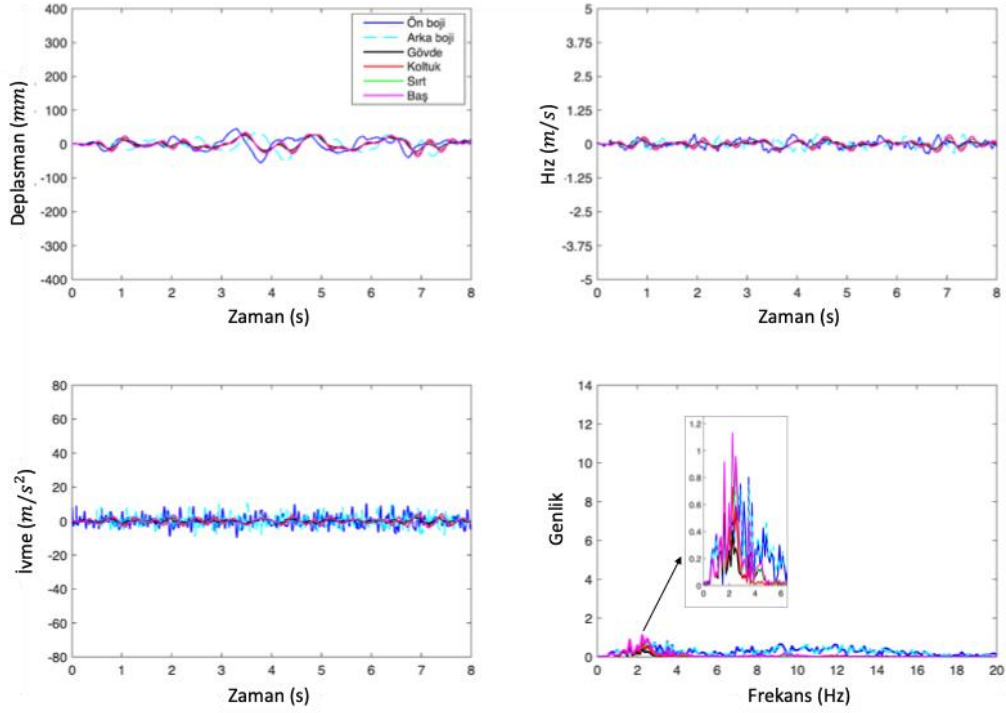 400
300
200
100
0
-100
-200
-300
-400
Deplasman (mm)
0 1 2 3 4 5 6 7 8
Zaman (s)
Ön boji
Arka boji
Gövde
Koltuk
Sırt
Baş
5
3.75
2.5
1.25
0
-1.25
-2.5
-3.75
-5
Hız (m/s)
0 1 2 3 4 5 6 7 8
Zaman (s)
80
60
40
20
0
-20
-40
-60
-80
İvme (m/s²)
0 1 2 3 4 5 6 7 8
Zaman (s)
14
12
10
8
6
4
2
0
Genlik
0 2 4 6 8 10 12 14 16 18 20
Frekans (Hz)
1.2
1
0.8
0.6
0.4
0.2
0
0 2 4 6